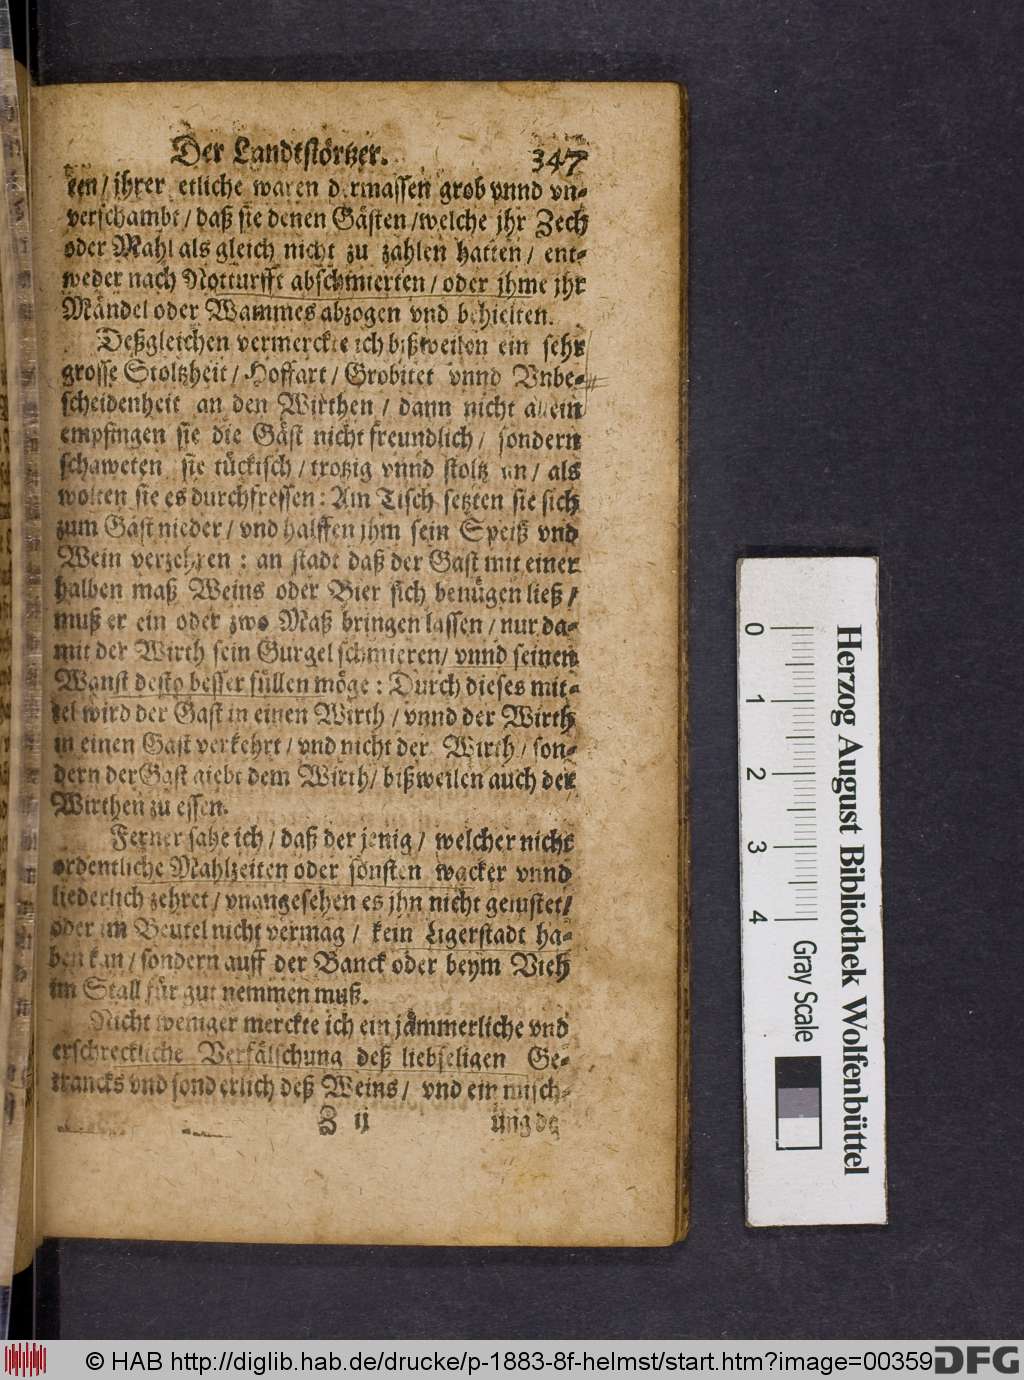 Der Landtstörtzer. 347
ten / jhrer etliche waren dermassen grob vnnd vn-
verschambt / daß sie denen Gästen / welche jhr Zech
oder Mahl als gleich nicht zu zahlen hatten / ent-
weder nach Notturfft abschmierten / oder jhme jhr
Mändel oder Wammes abzogen vnd behielten.
Deßgleichen vermerckte ich bißweilen ein sehr
grosse Stoltzheit / Hoffart / Grobitet vnnd Vnbe-
scheidenheit an den Wirthen / dann nicht allein
empfingen sie die Gäst nicht freundlich / sondern
schaweten sie tückisch / trotzig vnnd stoltz an / als
wolten sie es durchfressen : Am Tisch setzten sie sich
zum Gast nieder / vnd halffen jhm sein Speiß vnd
Wein verzehren : an stadt daß der Gast mit einer
halben maß Weins oder Bier sich benügen ließ /
muß er ein oder zwo Maß bringen lassen / nur da-
mit der Wirth sein Gurgel schmieren / vnnd seinen
Wanst desto besser füllen möge : Durch dieses mit-
tel wird der Gast in einen Wirth / vnnd der Wirth
in einen Gast verkehrt / vnd nicht der Wirth / son-
dern der Gast giebt dem Wirth / bißweilen auch der
Wirthen zu essen.
Ferner sahe ich / daß der jenig / welcher nicht
ordentliche Mahlzeiten oder sonsten wacker vnnd
liederlich zehret / vnangesehen es jhn nicht gelüstet /
oder im Beutel nicht vermag / kein Ligerstadt ha-
ben kan / sondern auff der Banck oder beym Vieh
im Stall für gut nemmen muß.
Nicht weniger merckte ich ein jämmerliche vnd
erschreckliche Verfälschung deß liebseligen Ge-
trancks vnd sonderlich deß Weins / vnd ein misch-
Z ij ung de
0 1 2 3 4
Gray Scale
Herzog August Bibliothek Wolfenbüttel
© HAB http://diglib.hab.de/drucke/p-1883-8f-helmst/start.htm?image=00359
DFG